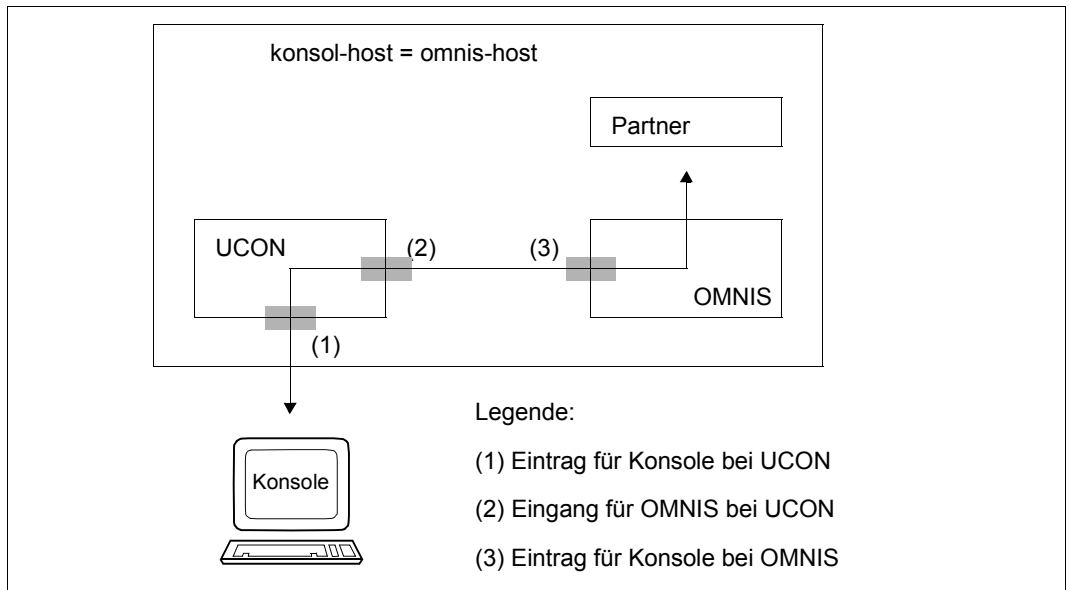 konsol-host = omnis-host
Partner
UCON
(2)
(3)
OMNIS
(1)
Konsole
Legende:
(1) Eintrag für Konsole bei UCON
(2) Eingang für OMNIS bei UCON
(3) Eintrag für Konsole bei OMNIS